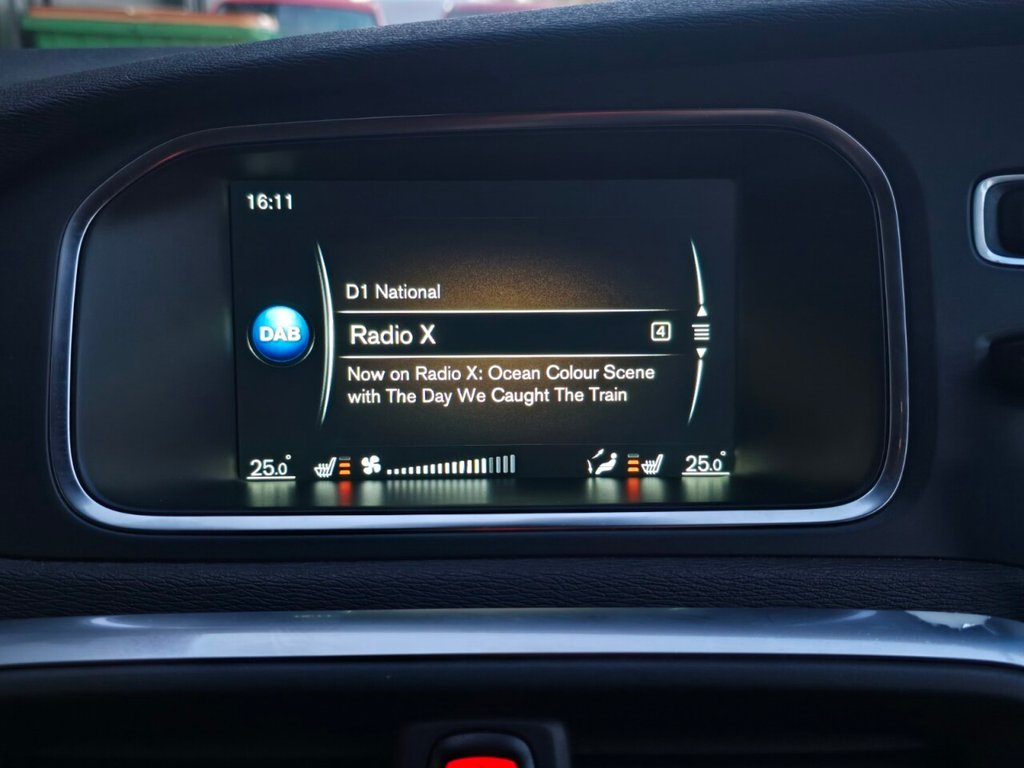 16:11
D1 National
DAB
Radio X 4
Now on Radio X: Ocean Colour Scene
with The Day We Caught The Train
25.0° 25.0°